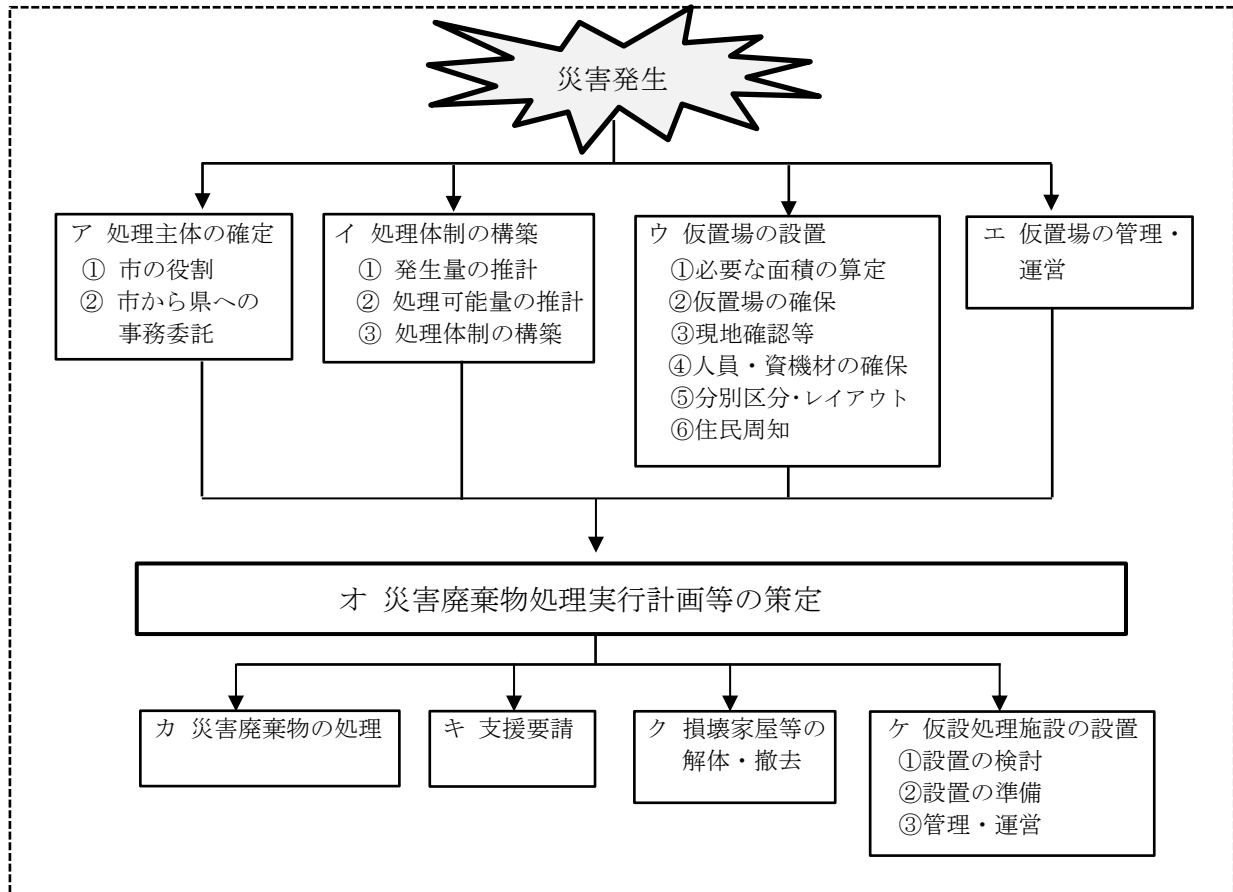 災害発生
ア 処理主体の確定
① 市の役割
② 市から県への
事務委託
イ 処理体制の構築
① 発生量の推計
② 処理可能量の推計
③ 処理体制の構築
ウ 仮置場の設置
①必要な面積の算定
②仮置場の確保
③現地確認等
④人員・資機材の確保
⑤分別区分・レイアウト
⑥住民周知
エ 仮置場の管理・
運営
オ 災害廃棄物処理実行計画等の策定
カ 災害廃棄物の処理
キ 支援要請
ク 損壊家屋等の
解体・撤去
ケ 仮設処理施設の設置
①設置の検討
②設置の準備
③管理・運営